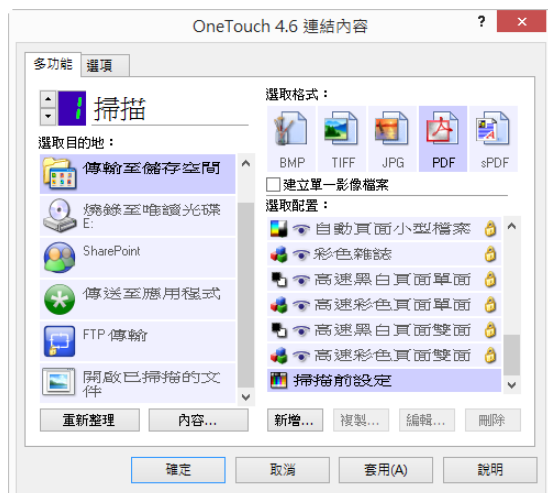 OneTouch 4.6 連結內容
? X
多功能 選項
1 掃描
選取目的地：
傳輸至儲存空間
燒錄至唯讀光碟
E:
SharePoint
傳送至應用程式
FTP 傳輸
開啟已掃描的文
件
重新整理 內容...
選取格式：
BMP TIFF JPG PDF sPDF
建立單一影像檔案
選取配置：
自動頁面小型檔案
彩色雜誌
高速黑白頁面單面
高速彩色頁面單面
高速黑白頁面雙面
高速彩色頁面雙面
掃描前設定
新增... 複製... 編輯... 刪除
確定 取消 套用(A) 說明